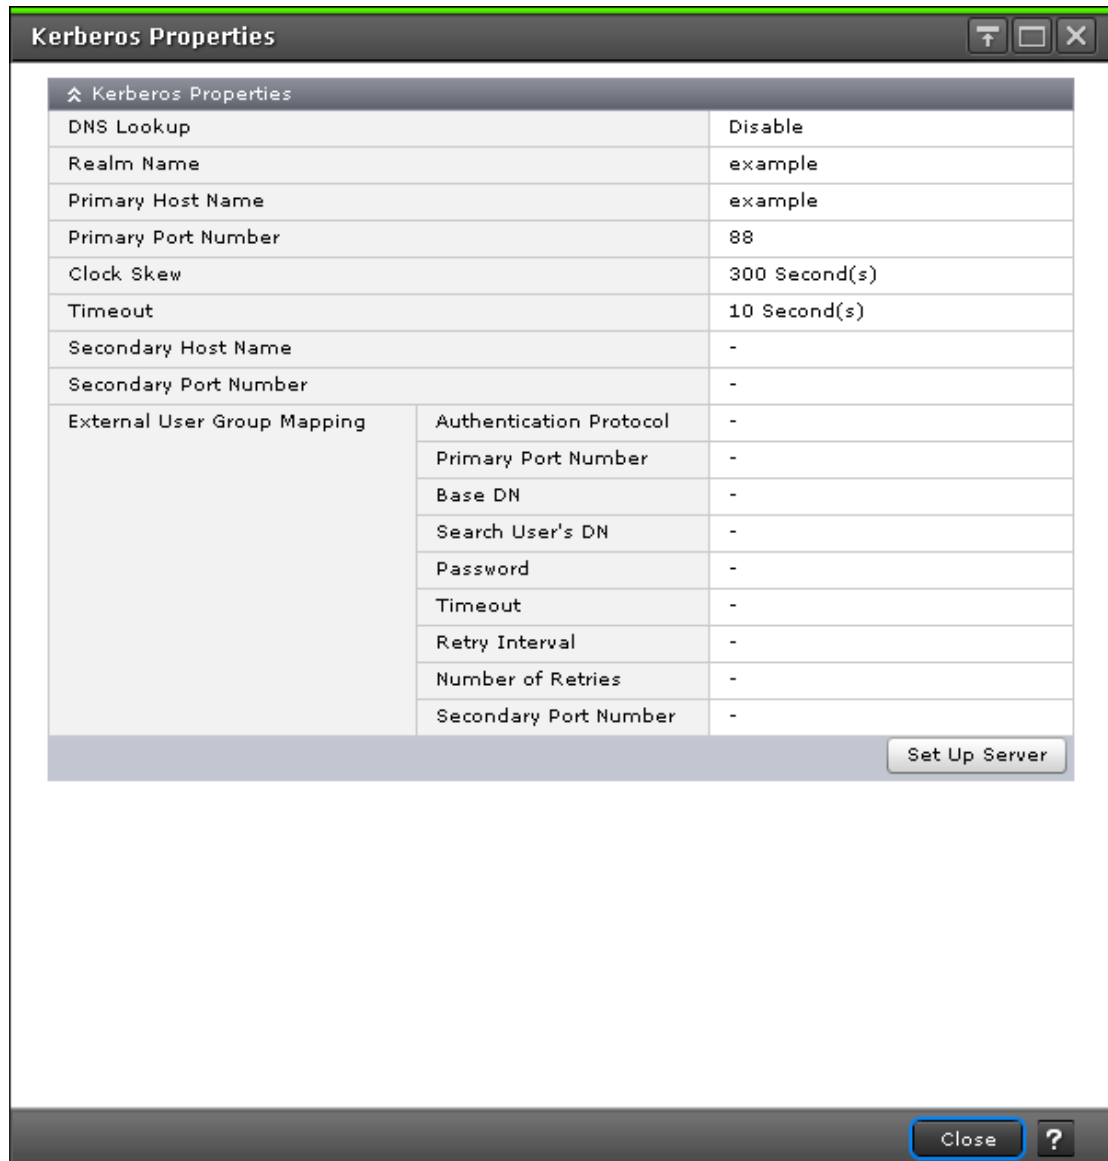 Kerberos Properties
Kerberos Properties
DNS Lookup Disable
Realm Name example
Primary Host Name example
Primary Port Number 88
Clock Skew 300 Second(s)
Timeout 10 Second(s)
Secondary Host Name -
Secondary Port Number -
External User Group Mapping Authentication Protocol -
Primary Port Number -
Base DN -
Search User's DN -
Password -
Timeout -
Retry Interval -
Number of Retries -
Secondary Port Number -
Set Up Server
Close ?